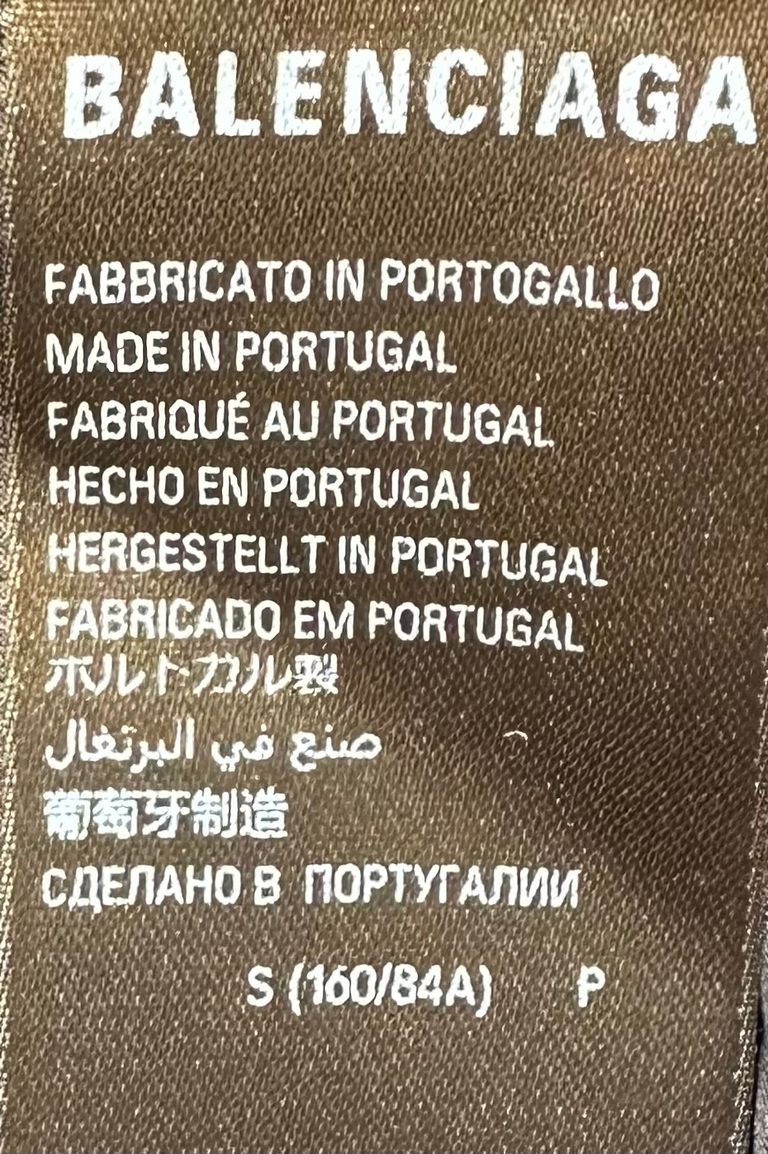 BALENCIAGA
FABBRICATO IN PORTOGALLO
MADE IN PORTUGAL
FABRIQUÉ AU PORTUGAL
HECHO EN PORTUGAL
HERGESTELLT IN PORTUGAL
FABRICADO EM PORTUGAL
ポルトガル製
صنع في البرتغال
葡萄牙制造
СДЕЛАНО В ПОРТУГАЛИИ
S (160/84A) P